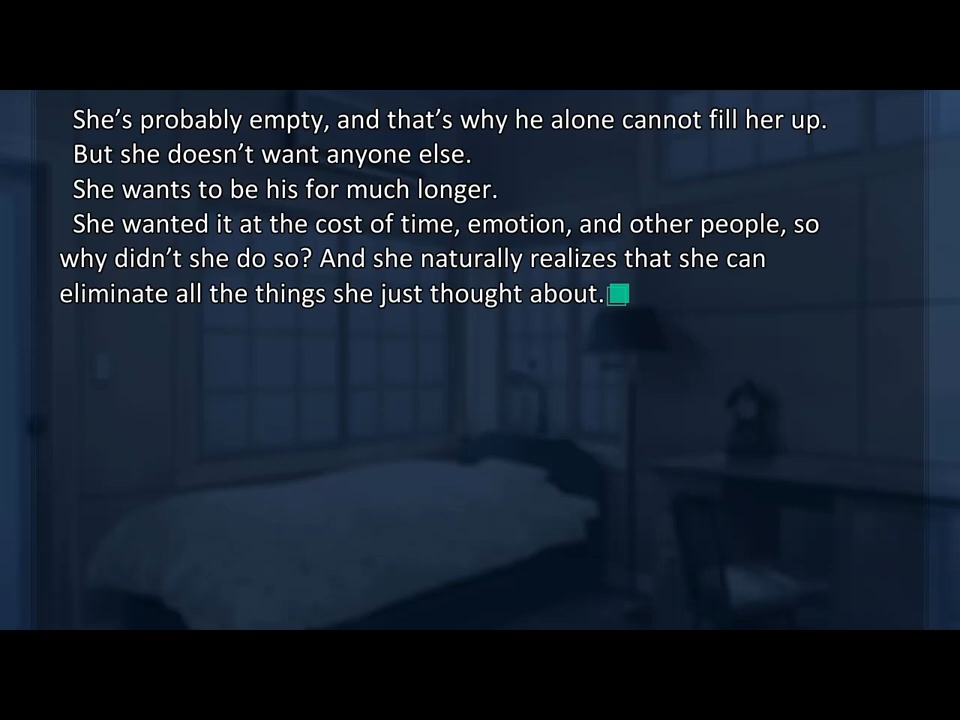 She’s probably empty, and that’s why he alone cannot fill her up.
But she doesn’t want anyone else.
She wants to be his for much longer.
She wanted it at the cost of time, emotion, and other people, so
why didn’t she do so? And she naturally realizes that she can
eliminate all the things she just thought about.